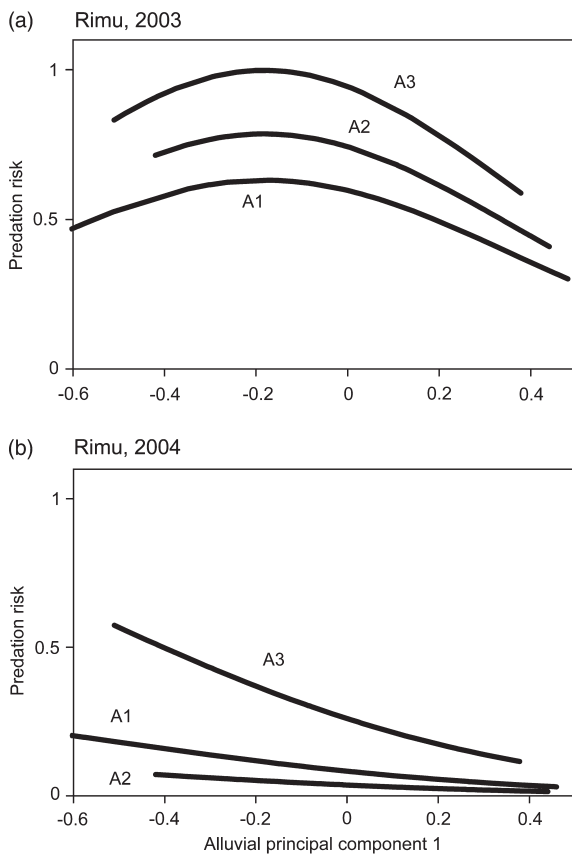 (a) Rimu, 2003
1
A3
A2
Predation risk
0.5
A1
0
-0.6 -0.4 -0.2 0 0.2 0.4
(b) Rimu, 2004
1
Predation risk
0.5
A3
A1
A2
0
-0.6 -0.4 -0.2 0 0.2 0.4
Alluvial principal component 1